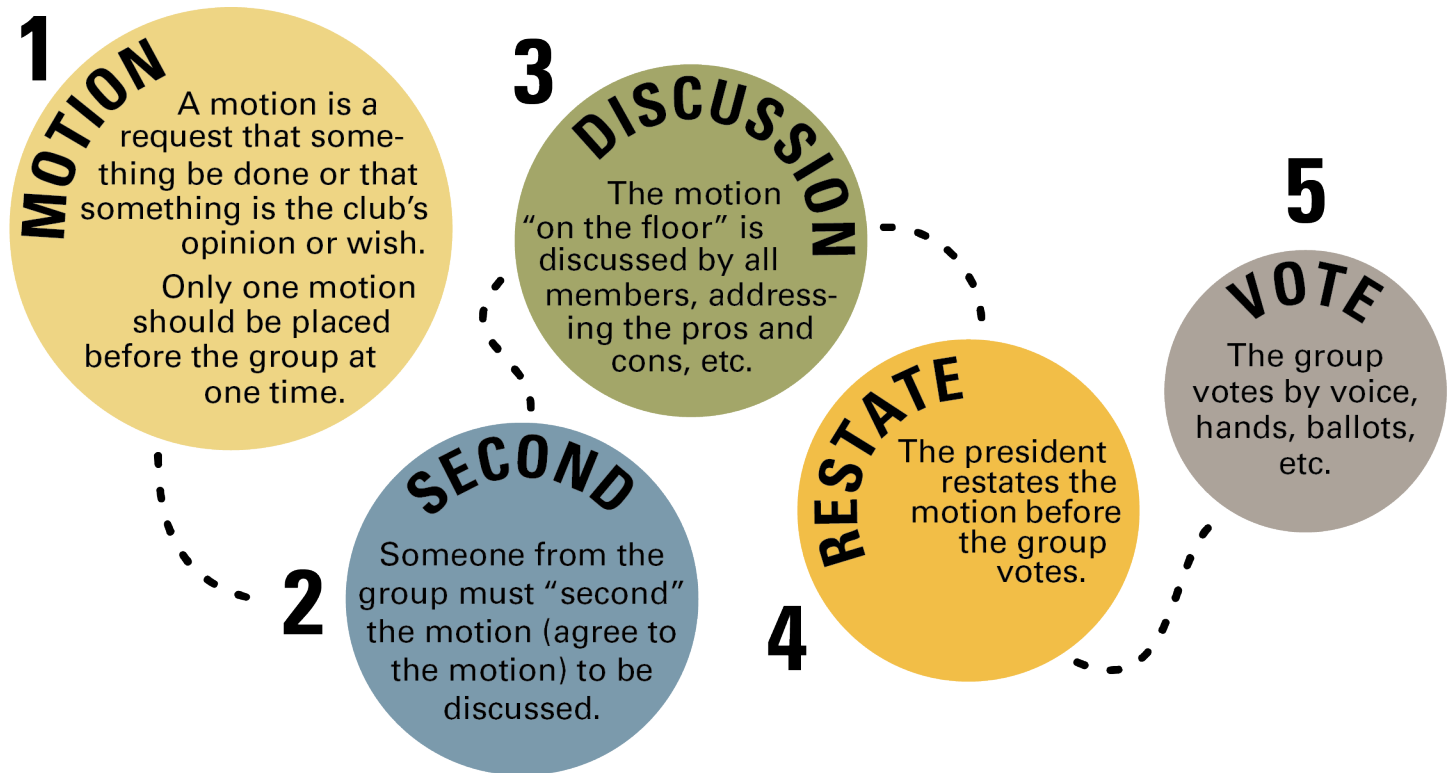 1
MOTION
A motion is a
request that some-
thing be done or that
something is the club's
opinion or wish.
Only one motion
should be placed
before the group at
one time.
2
SECOND
Someone from the
group must “second”
the motion (agree to
the motion) to be
discussed.
3
DISCUSSION
The motion
“on the floor” is
discussed by all
members, address-
ing the pros and
cons, etc.
4
RESTATE
The president
restates the
motion before
the group
votes.
5
VOTE
The group
votes by voice,
hands, ballots,
etc.